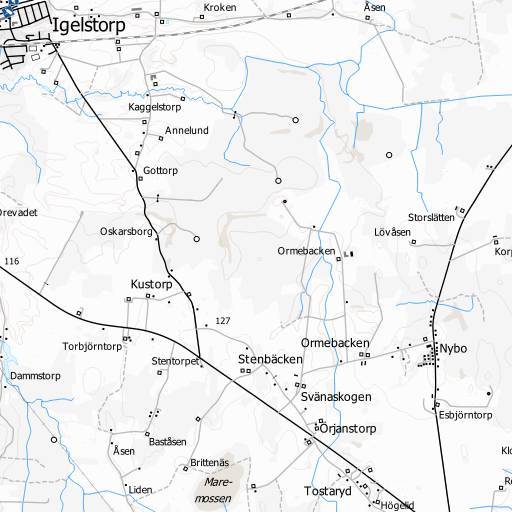 Kroken
Åsen
Igelstorp
Kaggelstorp
Annelund
Gottorp
Storslätten
Oskarsborg
Lövåsen
Ormebacken
116
Kustorp
127
Torbjörntorp
Ormebacken
Nybo
Stentorpet
Stenbäcken
Dammstorp
Svänaskogen
Esbjörntorp
Örjanstorp
Baståsen
Åsen
Brittenäs
Mare-
mossen
Liden
Tostaryd
Högelid